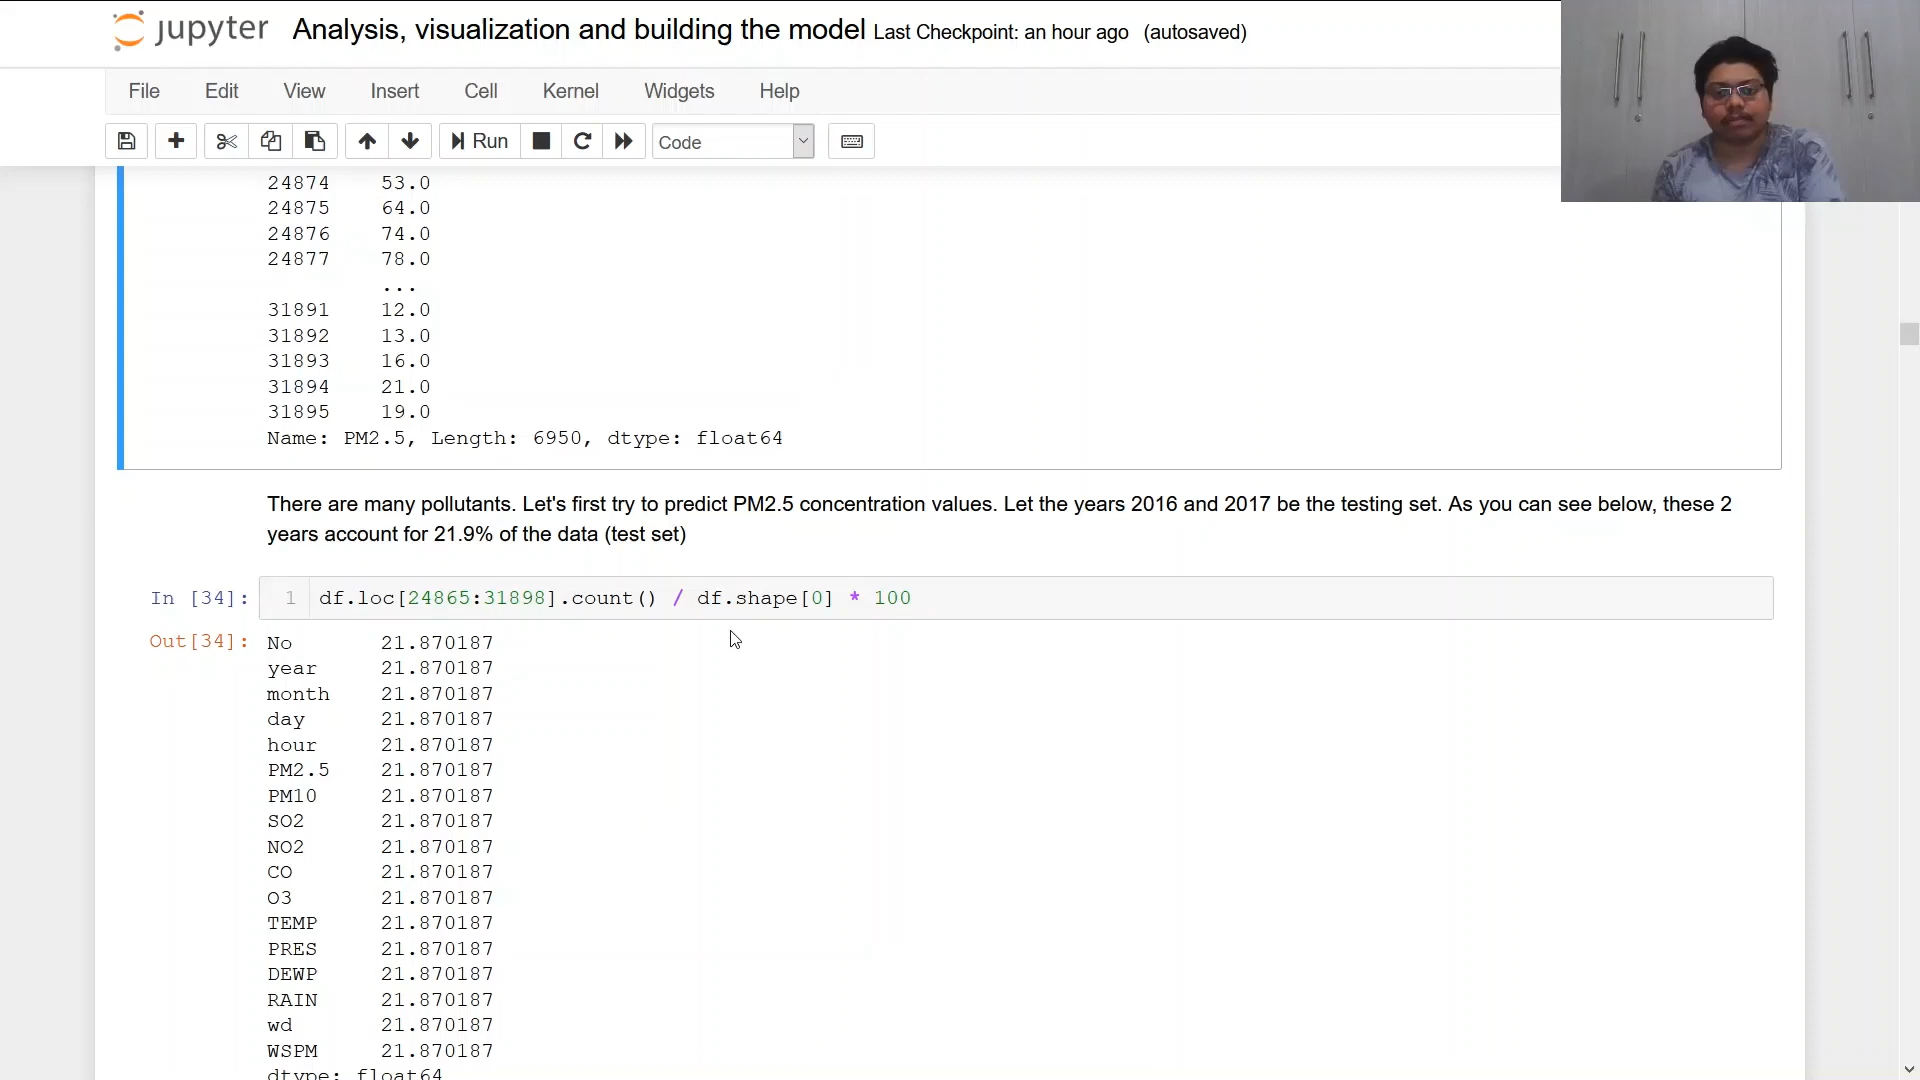 jupyter Analysis, visualization and building the model Last Checkpoint: an hour ago (autosaved)
File Edit View Insert Cell Kernel Widgets Help
Run Code
24874 53.0
24875 64.0
24876 74.0
24877 78.0
...
31891 12.0
31892 13.0
31893 16.0
31894 21.0
31895 19.0
Name: PM2.5, Length: 6950, dtype: float64
There are many pollutants. Let's first try to predict PM2.5 concentration values. Let the years 2016 and 2017 be the testing set. As you can see below, these 2
years account for 21.9% of the data (test set)
In [34]: 1 df.loc[24865:31898].count() / df.shape[0] * 100
Out[34]: No 21.870187
year 21.870187
month 21.870187
day 21.870187
hour 21.870187
PM2.5 21.870187
PM10 21.870187
SO2 21.870187
NO2 21.870187
CO 21.870187
O3 21.870187
TEMP 21.870187
PRES 21.870187
DEWP 21.870187
RAIN 21.870187
wd 21.870187
WSPM 21.870187
dtype: float64